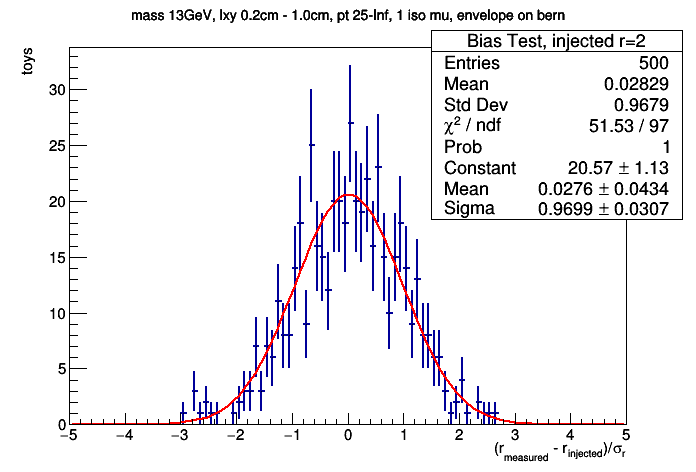 mass 13GeV, lxy 0.2cm - 1.0cm, pt 25-Inf, 1 iso mu, envelope on bern
toys
Bias Test, injected r=2
Entries 500
Mean 0.02829
Std Dev 0.9679
χ² / ndf 51.53 / 97
Prob 1
Constant 20.57 ± 1.13
Mean 0.0276 ± 0.0434
Sigma 0.9699 ± 0.0307
30
25
20
15
10
5
0
−5 −4 −3 −2 −1 0 1 2 3 4 5
(r_measured - r_injected)/σ_r